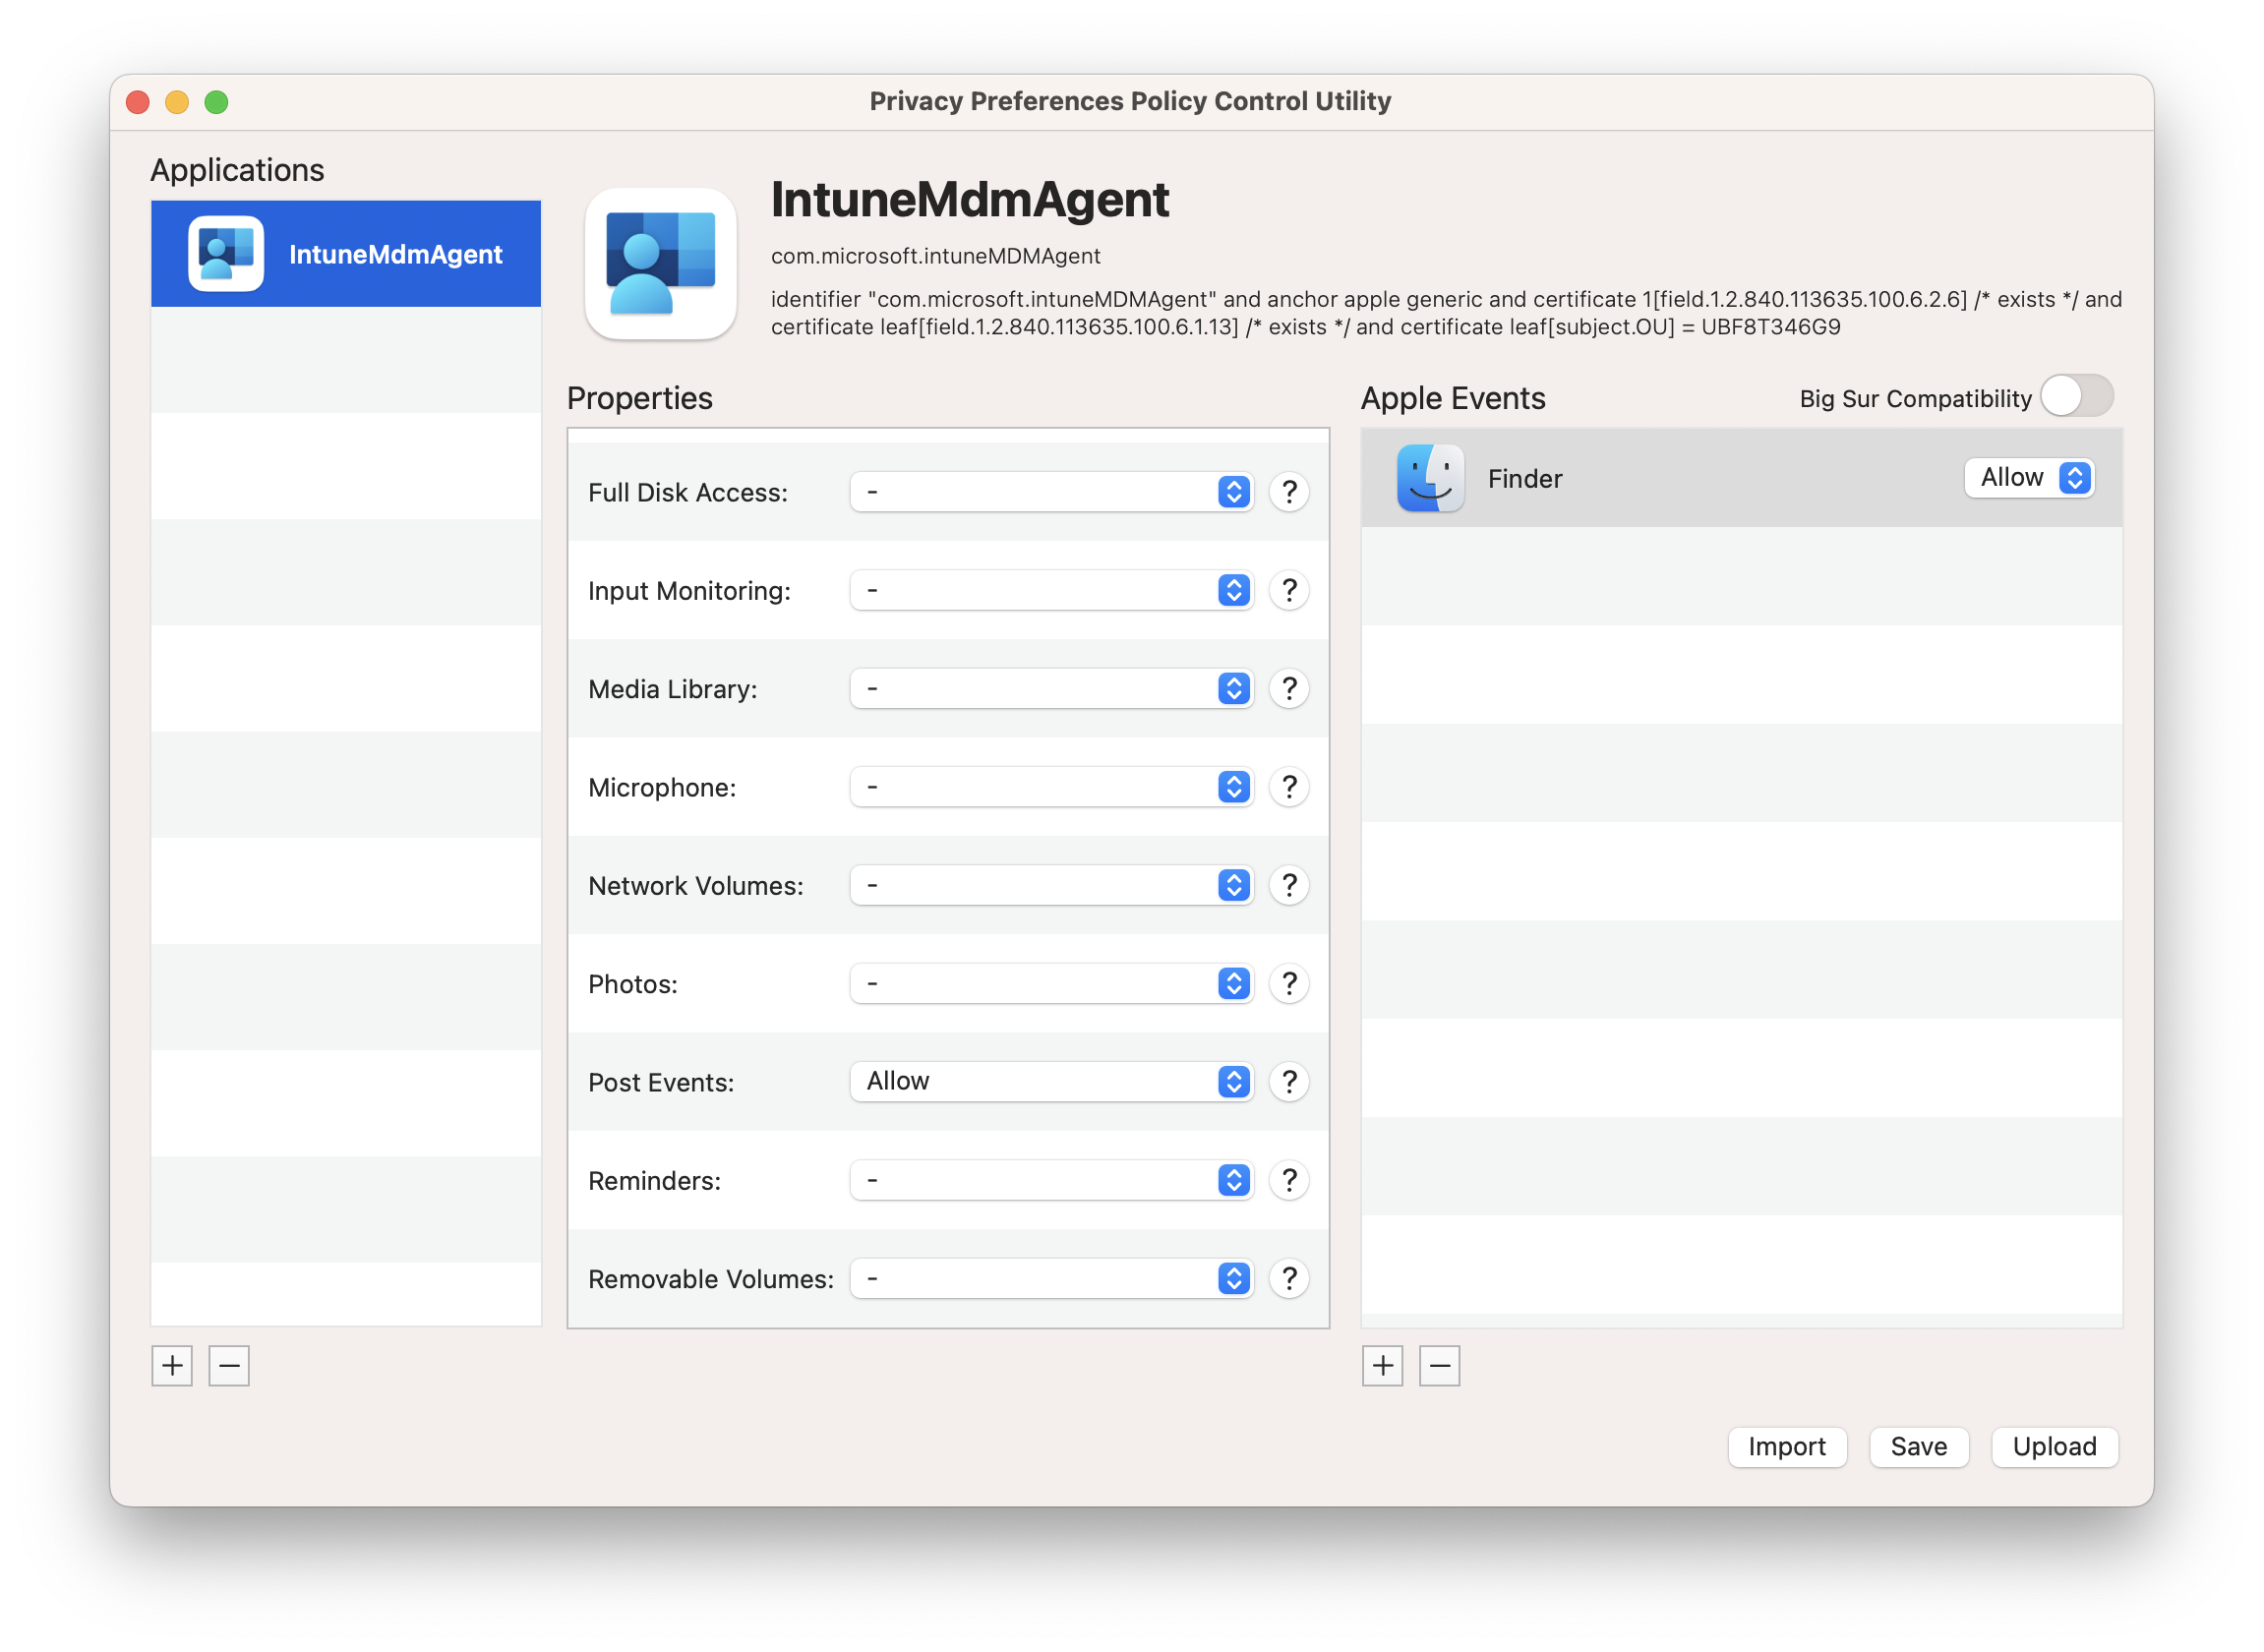 Privacy Preferences Policy Control Utility
Applications
IntuneMdmAgent
IntuneMdmAgent
com.microsoft.intuneMDMAgent
identifier "com.microsoft.intuneMDMAgent" and anchor apple generic and certificate 1[field.1.2.840.113635.100.6.2.6] /* exists */ and
certificate leaf[field.1.2.840.113635.100.6.1.13] /* exists */ and certificate leaf[subject.OU] = UBF8T346G9
Properties
Full Disk Access: - ?
Input Monitoring: - ?
Media Library: - ?
Microphone: - ?
Network Volumes: - ?
Photos: - ?
Post Events: Allow ?
Reminders: - ?
Removable Volumes: - ?
Apple Events
Big Sur Compatibility
Finder Allow
+ −
+ −
Import Save Upload